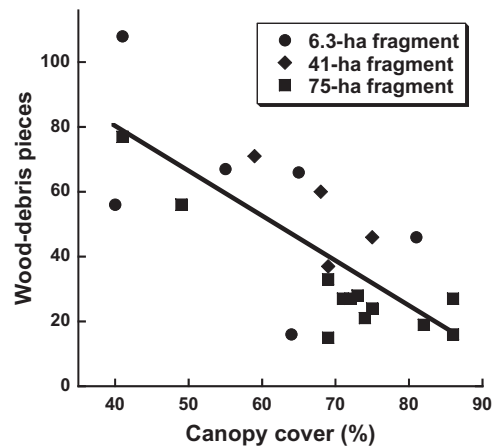 6.3-ha fragment
41-ha fragment
75-ha fragment
Wood-debris pieces
100
80
60
40
20
0
40 50 60 70 80 90
Canopy cover (%)